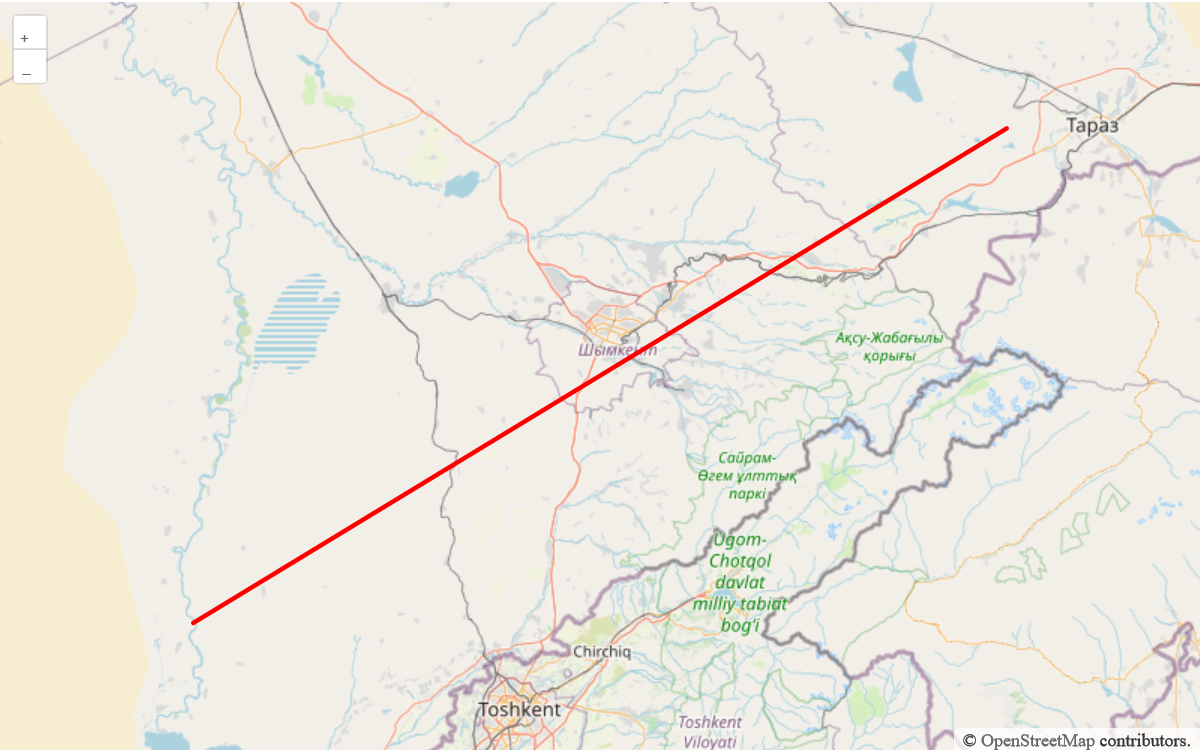 +
–
Тараз
Шымкент
Ақсу-Жабағылы
қорығы
Сайрам-
Өгем ұлттық
паркі
Ugom-
Chotqol
davlat
milliy tabiat
bog‘i
Chirchiq
Toshkent
Toshkent
Viloyati
© OpenStreetMap contributors.